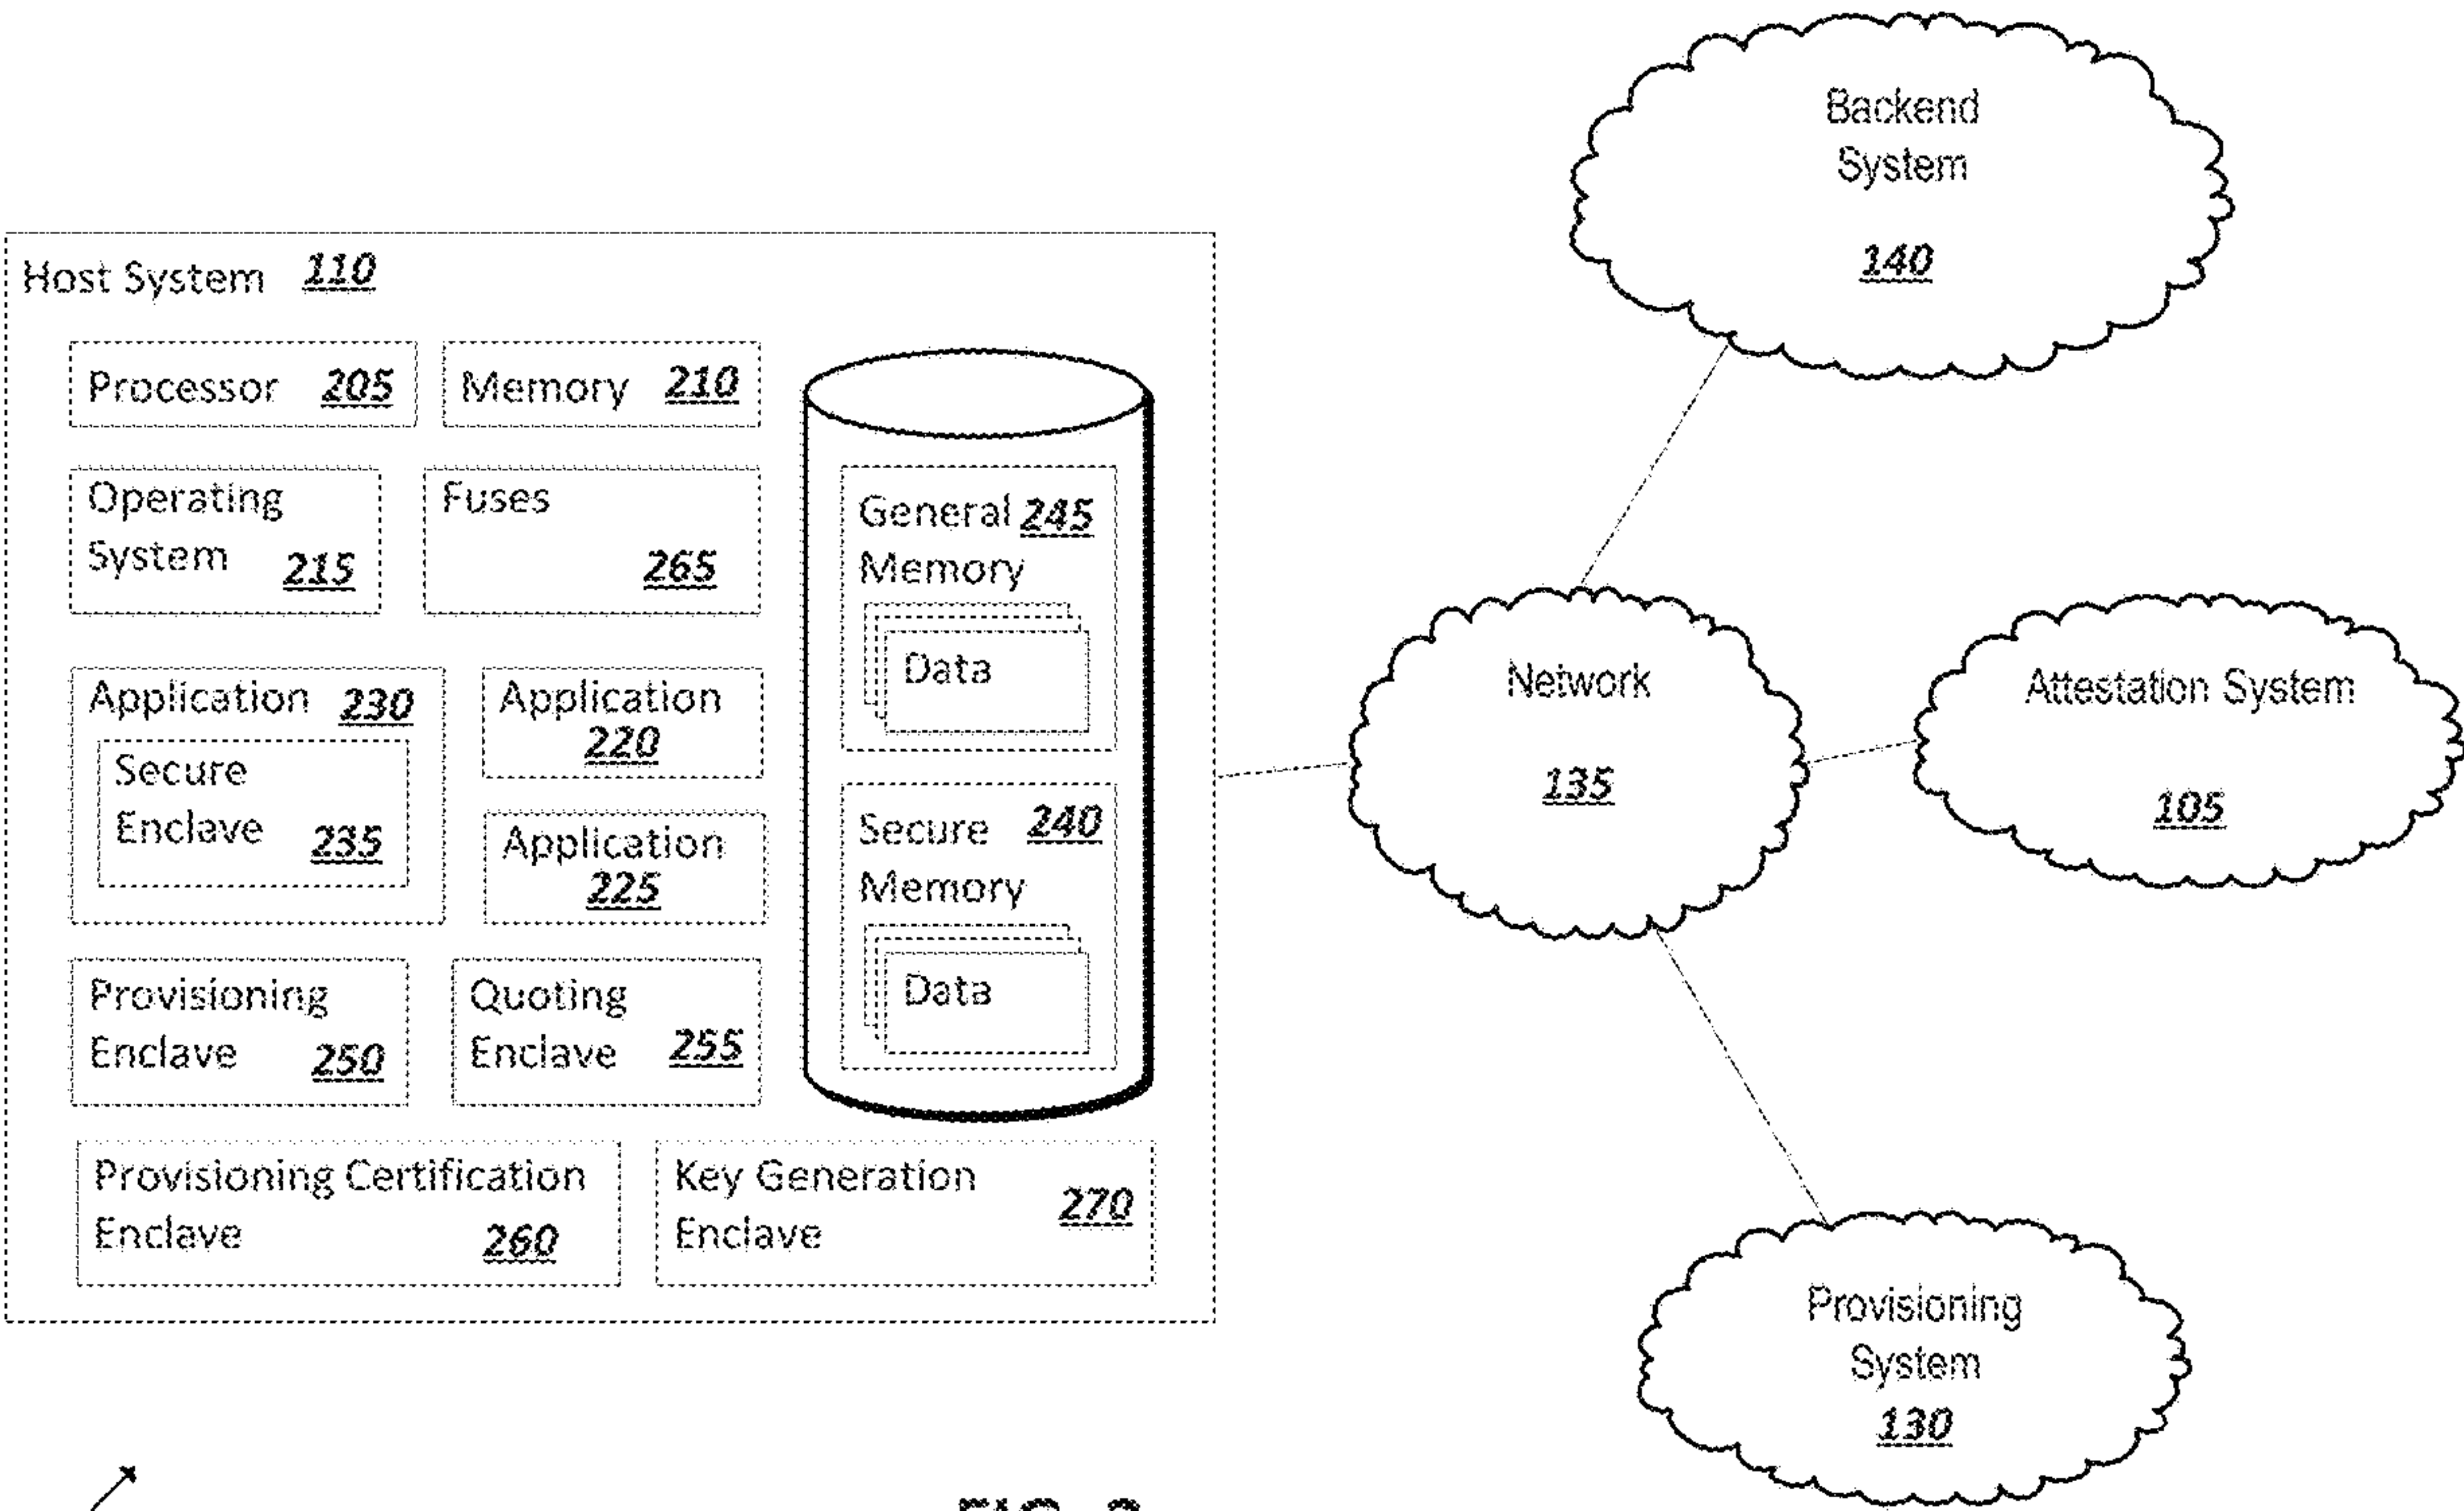 Backend
System
140
Host System 110
Processor 205
Memory 210
Operating
System 215
Fuses
265
General 245
Memory
Data
Application 230
Secure
Enclave 235
Application
220
Application
225
Secure 240
Memory
Data
Provisioning
Enclave 250
Quoting
Enclave 255
Provisioning Certification
Enclave 260
Key Generation
Enclave 270
Network
135
Attestation System
105
Provisioning
System
130